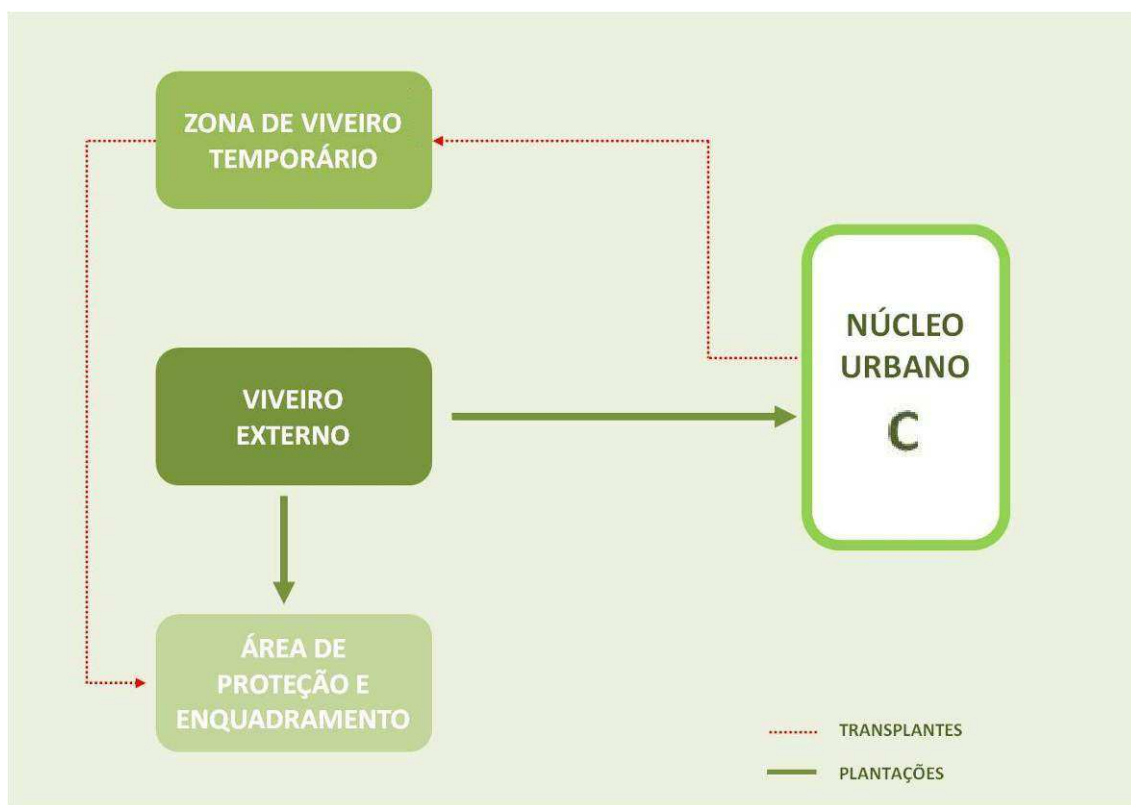 ZONA DE VIVEIRO
TEMPORÁRIO
NÚCLEO
URBANO
C
VIVEIRO
EXTERNO
ÁREA DE
PROTEÇÃO E
ENQUADRAMENTO
TRANSPLANTES
PLANTAÇÕES